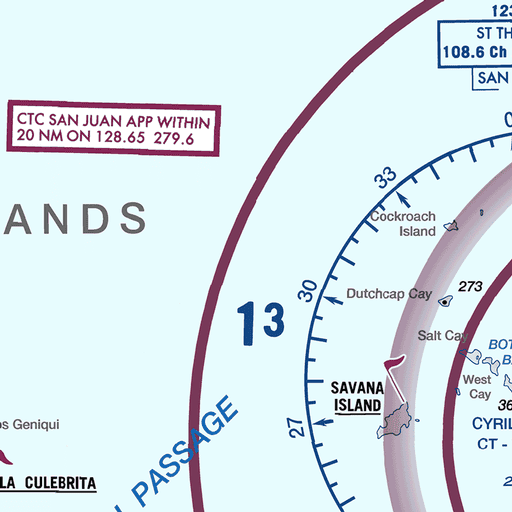 123
ST TH
108.6 Ch
SAN
CTC SAN JUAN APP WITHIN
20 NM ON 128.65 279.6
0
33
ANDS
Cockroach
Island
30
Dutchcap Cay
273
13
Salt Cay
BOT
West
Cay
SAVANA
ISLAND
36
27
CYRIL
CT -
os Geniqui
PASSAGE
LA CULEBRITA
2